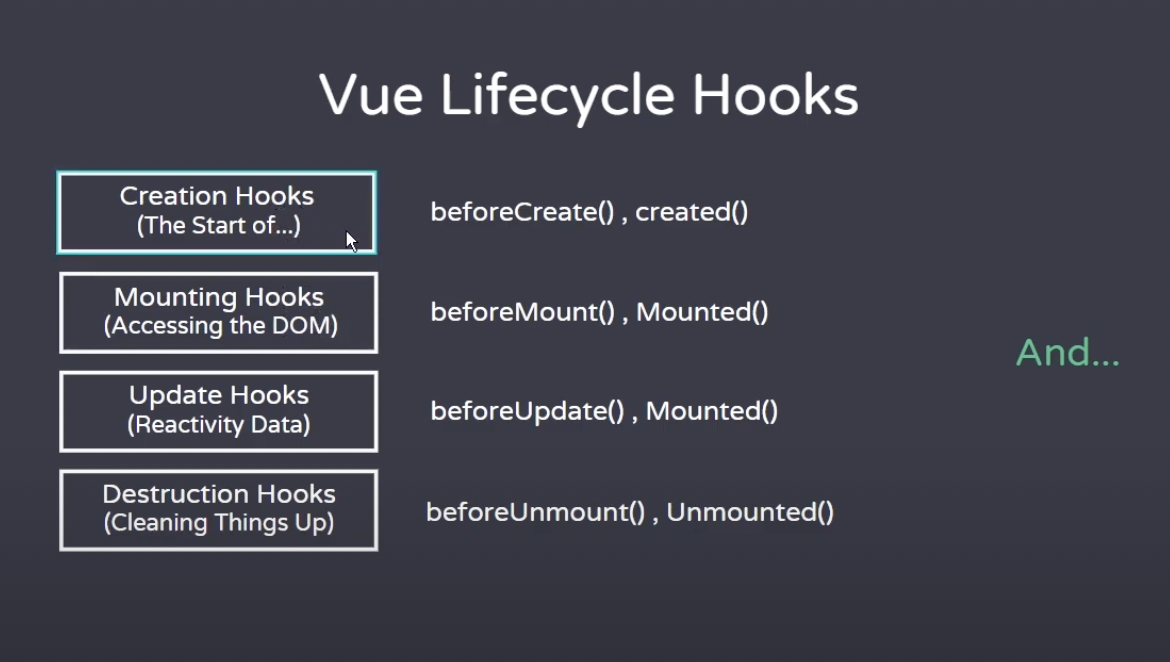 Vue Lifecycle Hooks
Creation Hooks
(The Start of...)
beforeCreate() , created()
Mounting Hooks
(Accessing the DOM)
beforeMount() , Mounted()
And...
Update Hooks
(Reactivity Data)
beforeUpdate() , Mounted()
Destruction Hooks
(Cleaning Things Up)
beforeUnmount() , Unmounted()